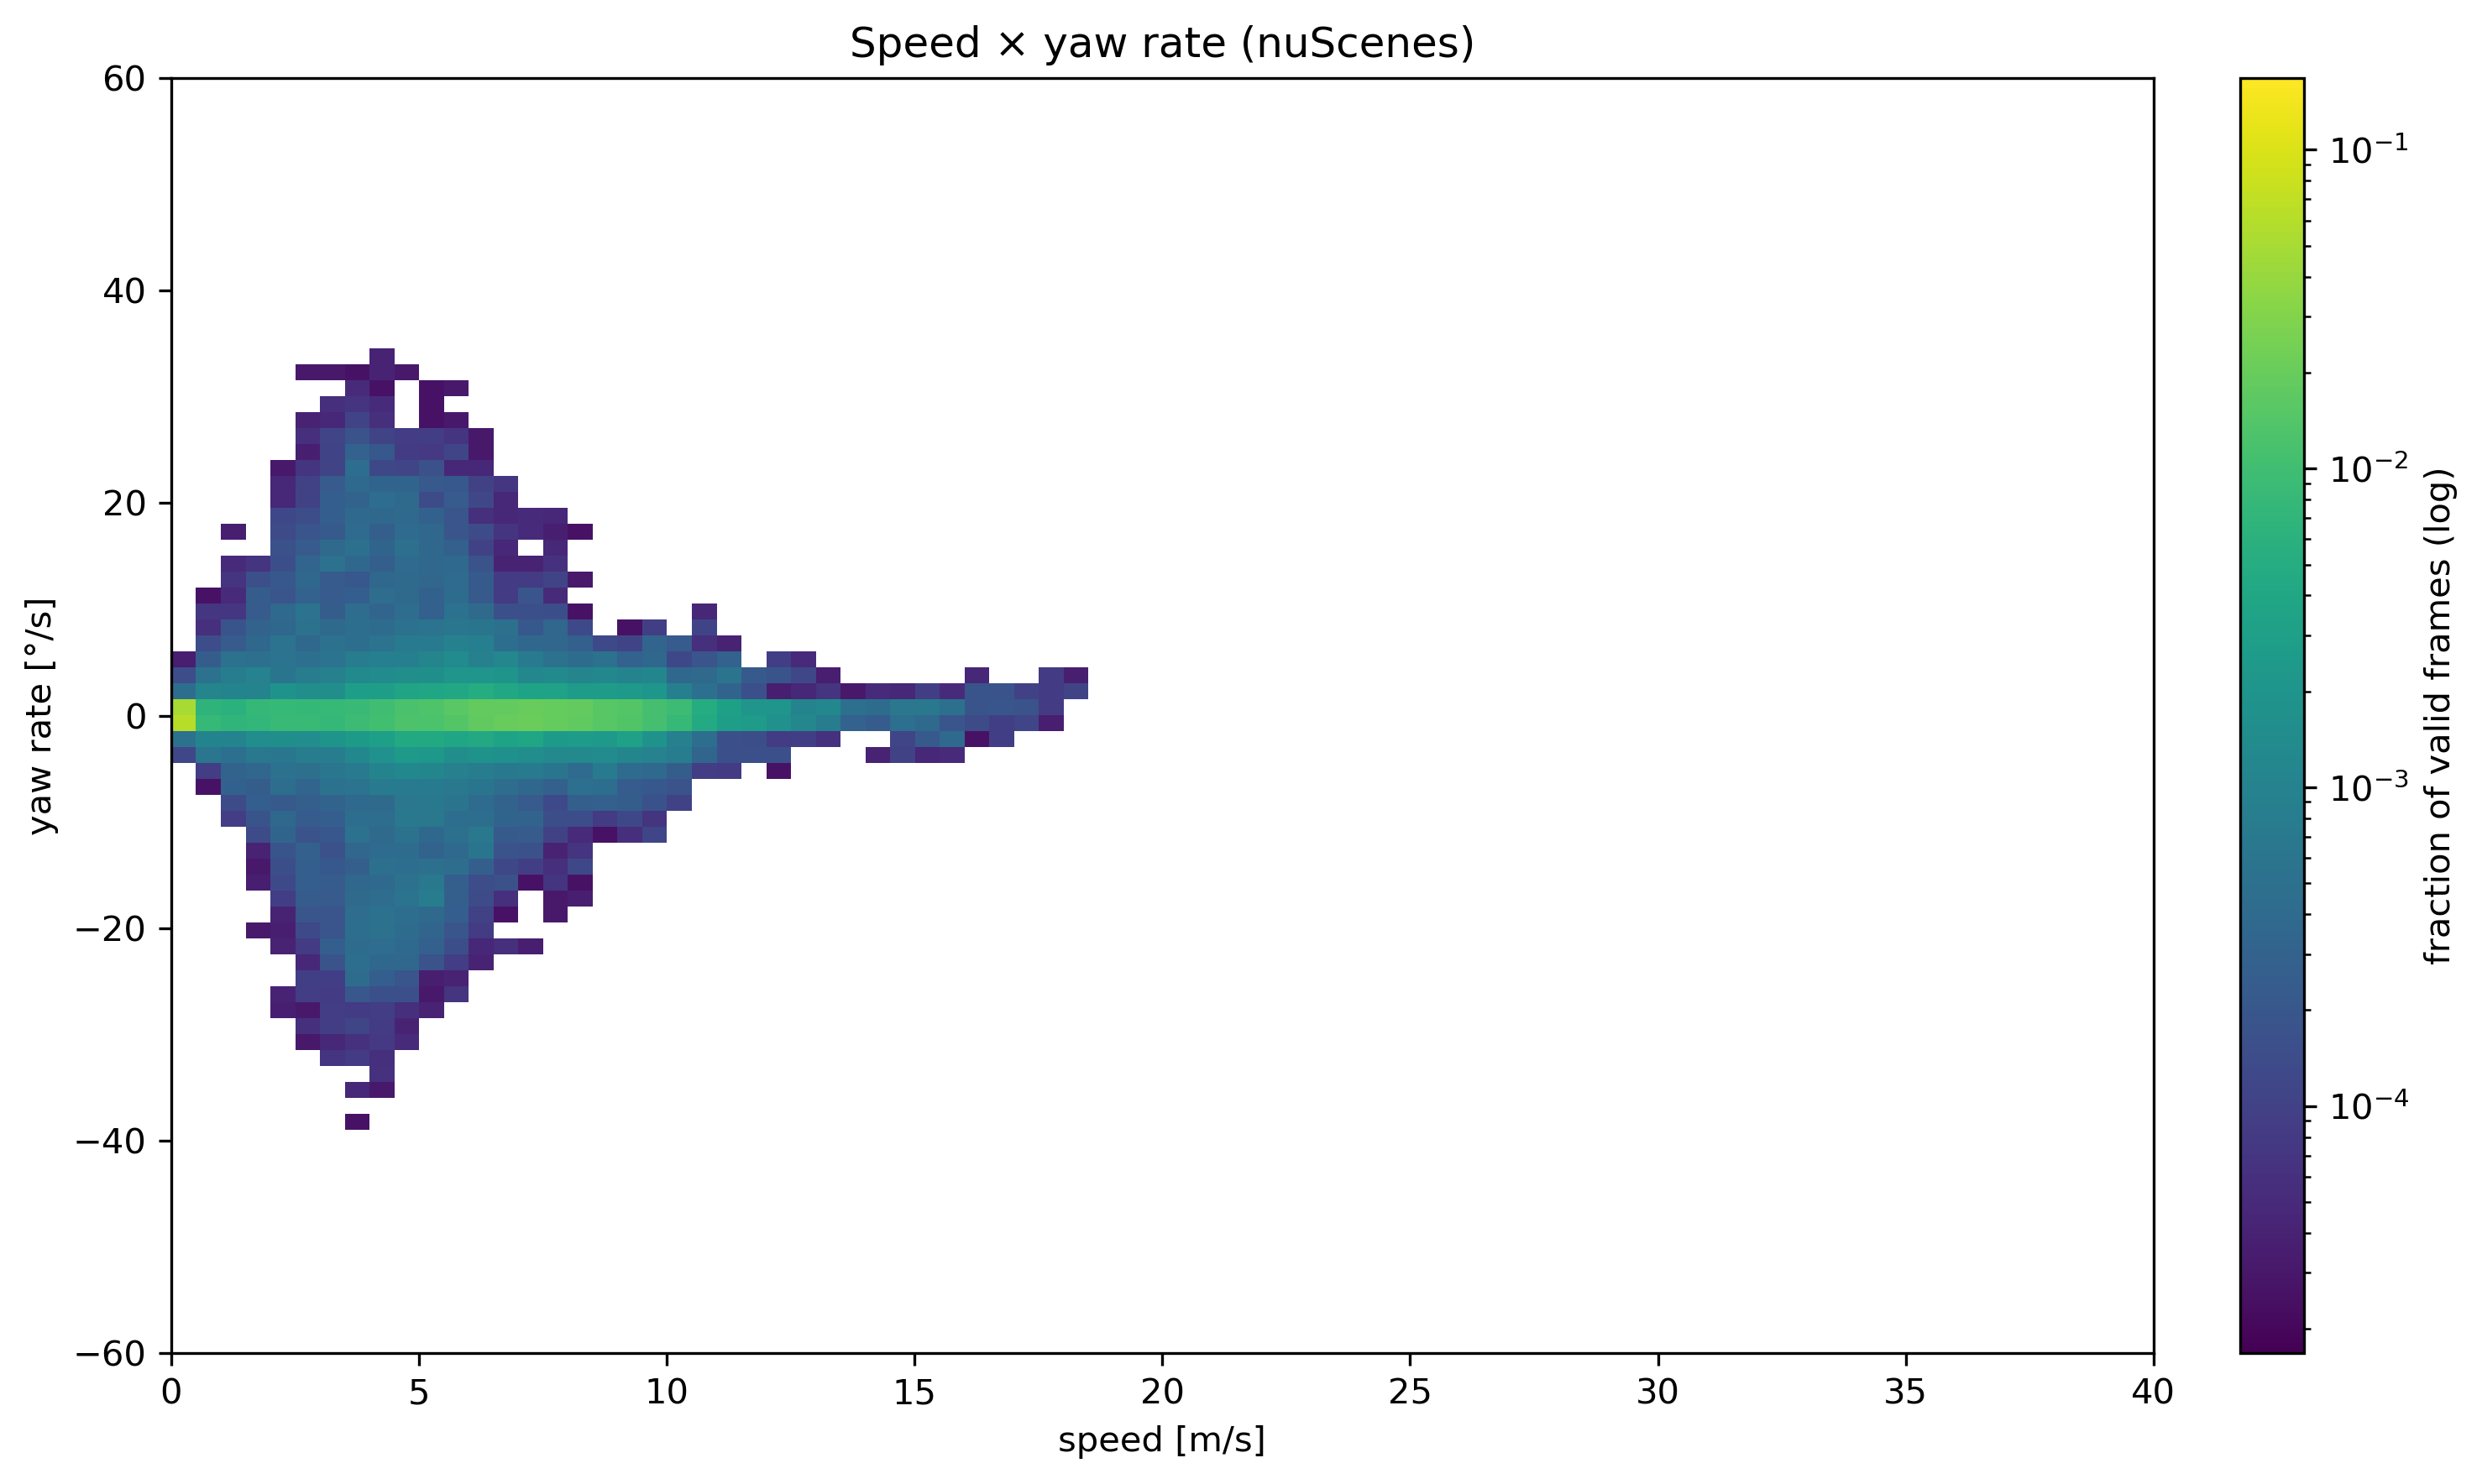 Speed × yaw rate (nuScenes)
60
40
20
0
−20
−40
−60
yaw rate [°/s]
0 5 10 15 20 25 30 35 40
speed [m/s]
10⁻¹
10⁻²
10⁻³
10⁻⁴
fraction of valid frames (log)